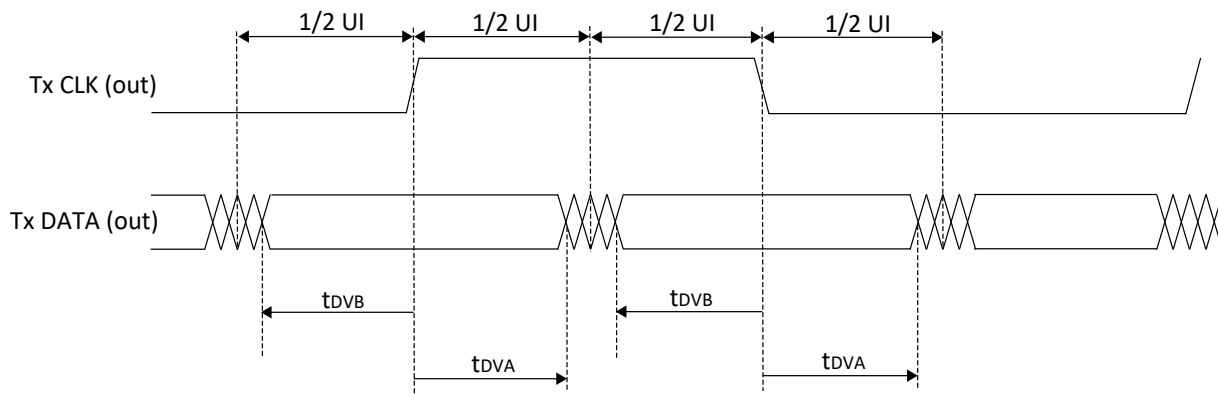 1/2 UI 1/2 UI 1/2 UI 1/2 UI
Tx CLK (out)
Tx DATA (out)
tDVB tDVB
tDVA tDVA